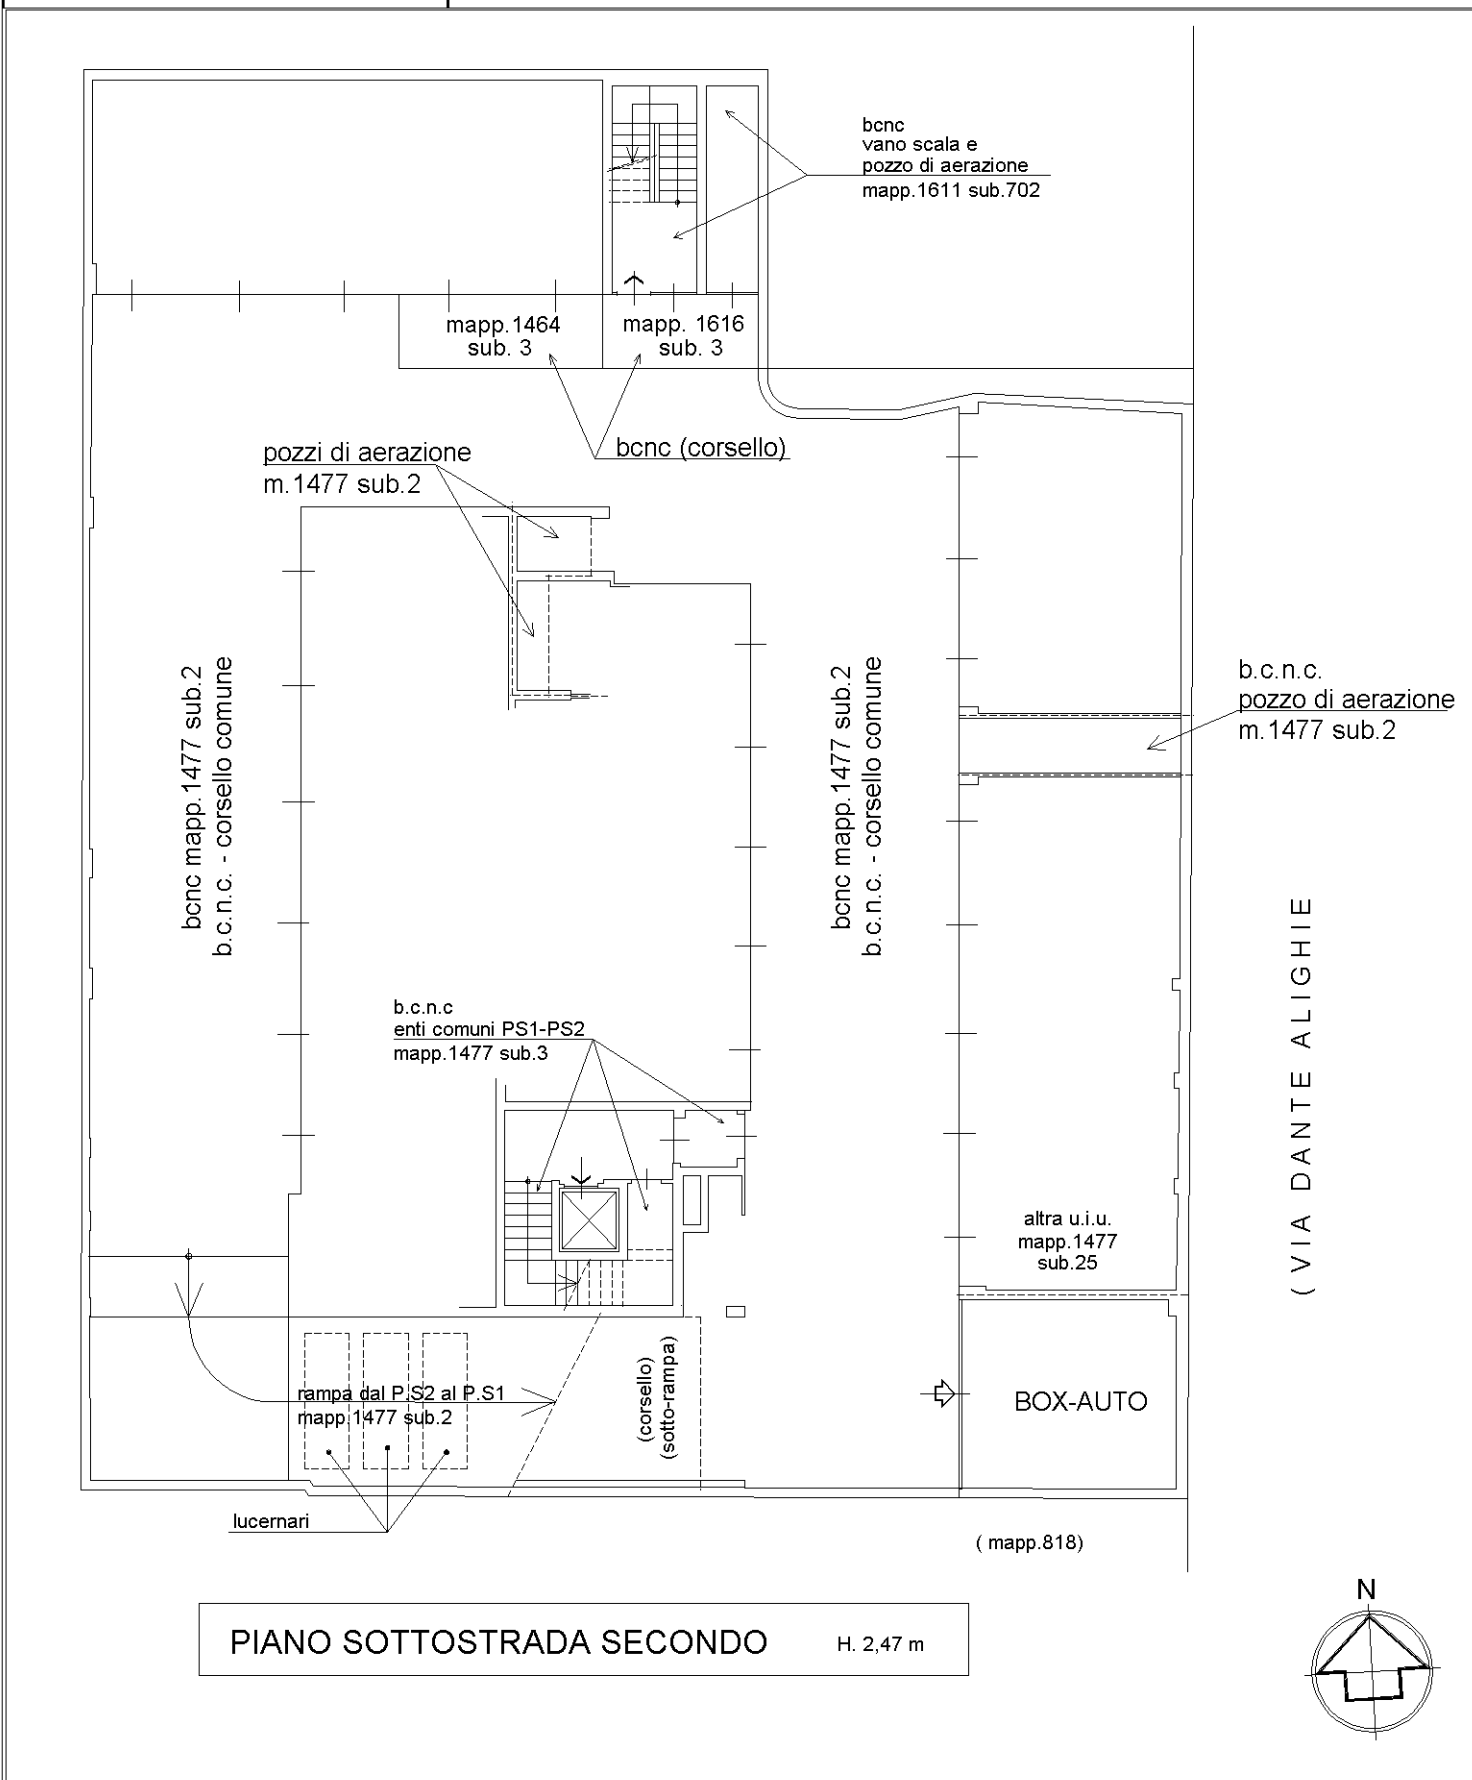 bcnc
vano scala e
pozzo di aerazione
mapp.1611 sub.702
mapp.1464
sub. 3
mapp. 1616
sub. 3
bcnc (corsello)
pozzi di aerazione
m.1477 sub.2
bcnc mapp.1477 sub.2
b.c.n.c. - corsello comune
bcnc mapp.1477 sub.2
b.c.n.c. - corsello comune
b.c.n.c.
pozzo di aerazione
m.1477 sub.2
b.c.n.c
enti comuni PS1-PS2
mapp.1477 sub.3
(VIA DANTE ALIGHIE
altra u.i.u.
mapp.1477
sub.25
rampa dal P.S2 al P.S1
mapp.1477 sub.2
(corsello)
(sotto-rampa)
BOX-AUTO
lucernari
( mapp.818)
PIANO SOTTOSTRADA SECONDO H. 2,47 m
N